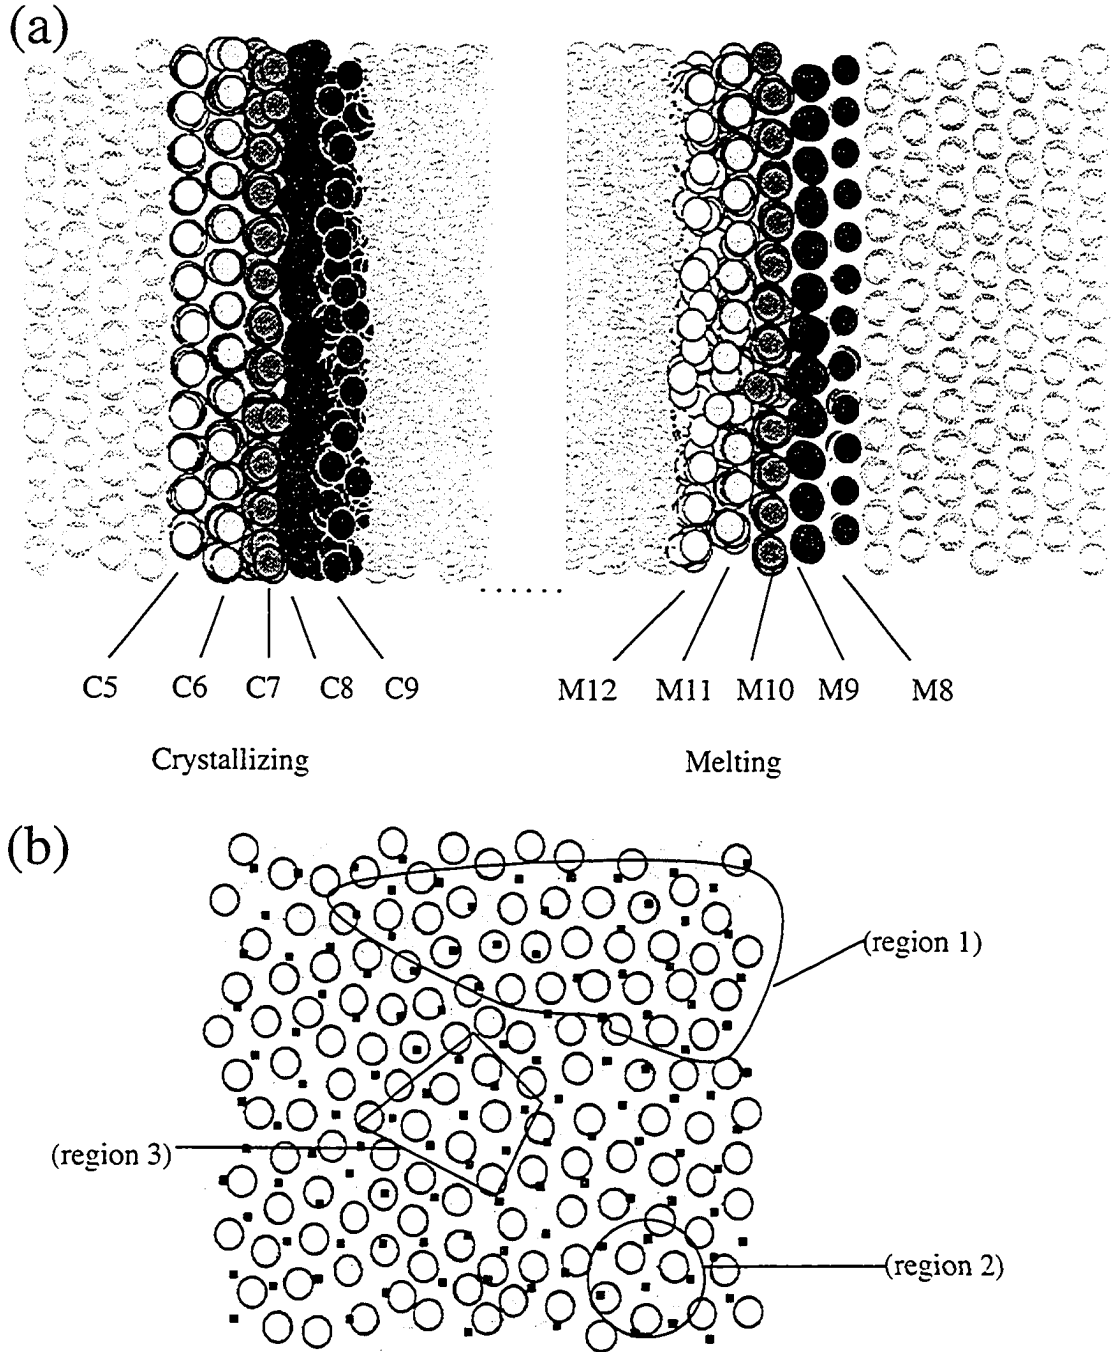 (a)
......
C5 C6 C7 C8 C9 M12 M11 M10 M9 M8
Crystallizing Melting
(b)
(region 1)
(region 3)
(region 2)